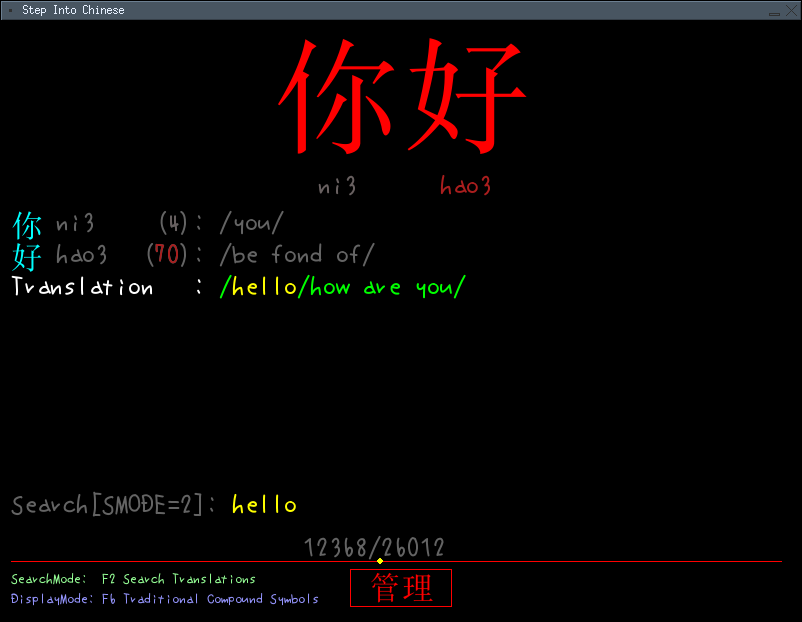 Step Into Chinese
你好
ni3 hao3
你 ni3 (4): /you/
好 hao3 (70): /be fond of/
Translation : /hello/how are you/
Search[SMODE=2]: hello
12368/26012
SearchMode: F2 Search Translations
DisplayMode: F6 Traditional Compound Symbols
管理